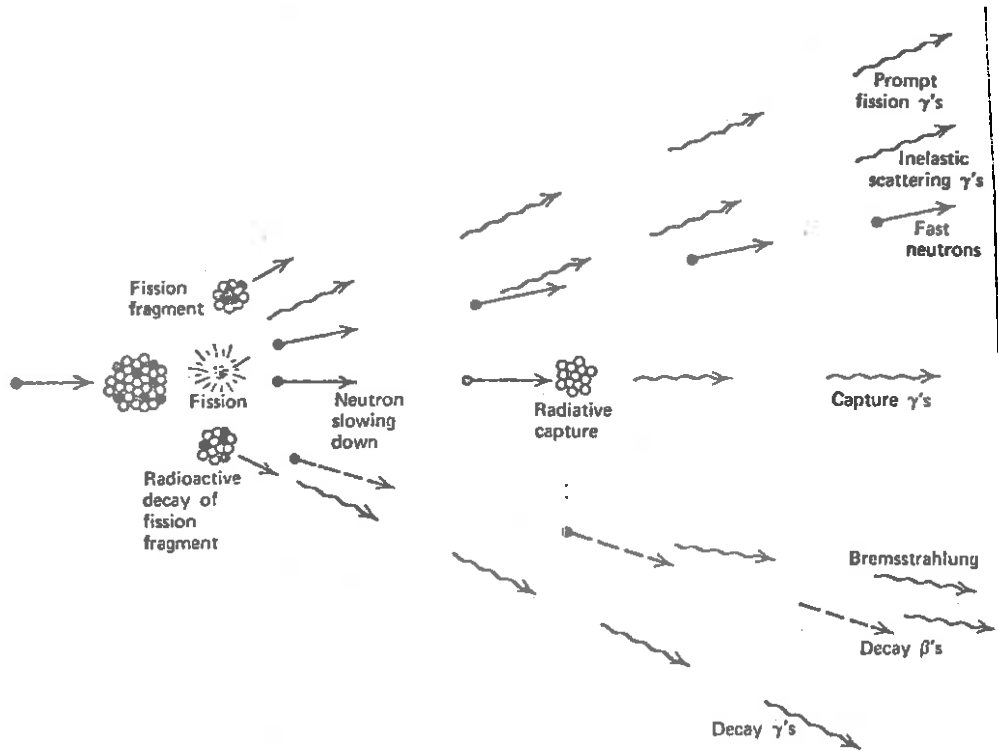 Prompt
fission γ's
Inelastic
scattering γ's
Fast
neutrons
Fission
fragment
Fission
Neutron
slowing
down
Radiative
capture
Capture γ's
Radioactive
decay of
fission
fragment
Bremsstrahlung
Decay β's
Decay γ's